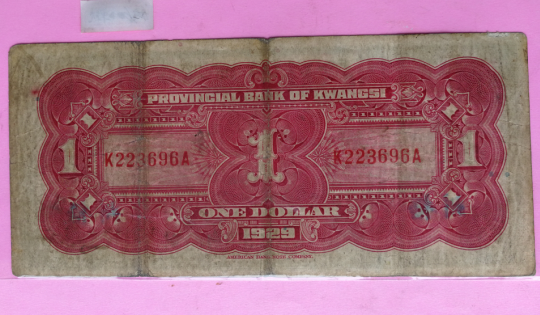 PROVINCIAL BANK OF KWANGSI
1 K223696A 1 K223696A 1
ONE DOLLAR
1929
AMERICAN BANK NOTE COMPANY.